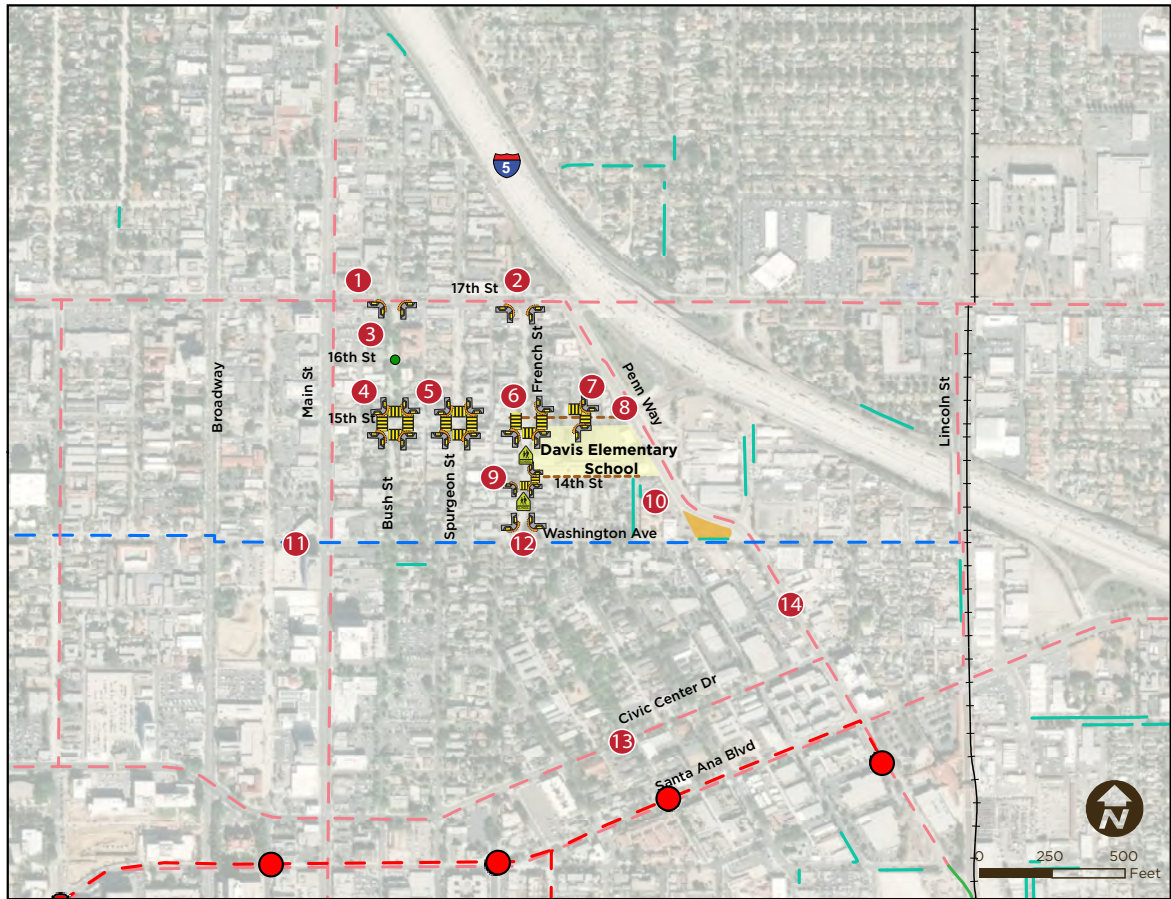 5
1
2
17th St
3
16th St
French St
Penn Way
Broadway
Main St
Lincoln St
4
5
6
7
8
15th St
Davis Elementary
School
9
14th St
10
Bush St
Spurgeon St
Washington Ave
11
12
14
Civic Center Dr
13
Santa Ana Blvd
N
0 250 500
Feet